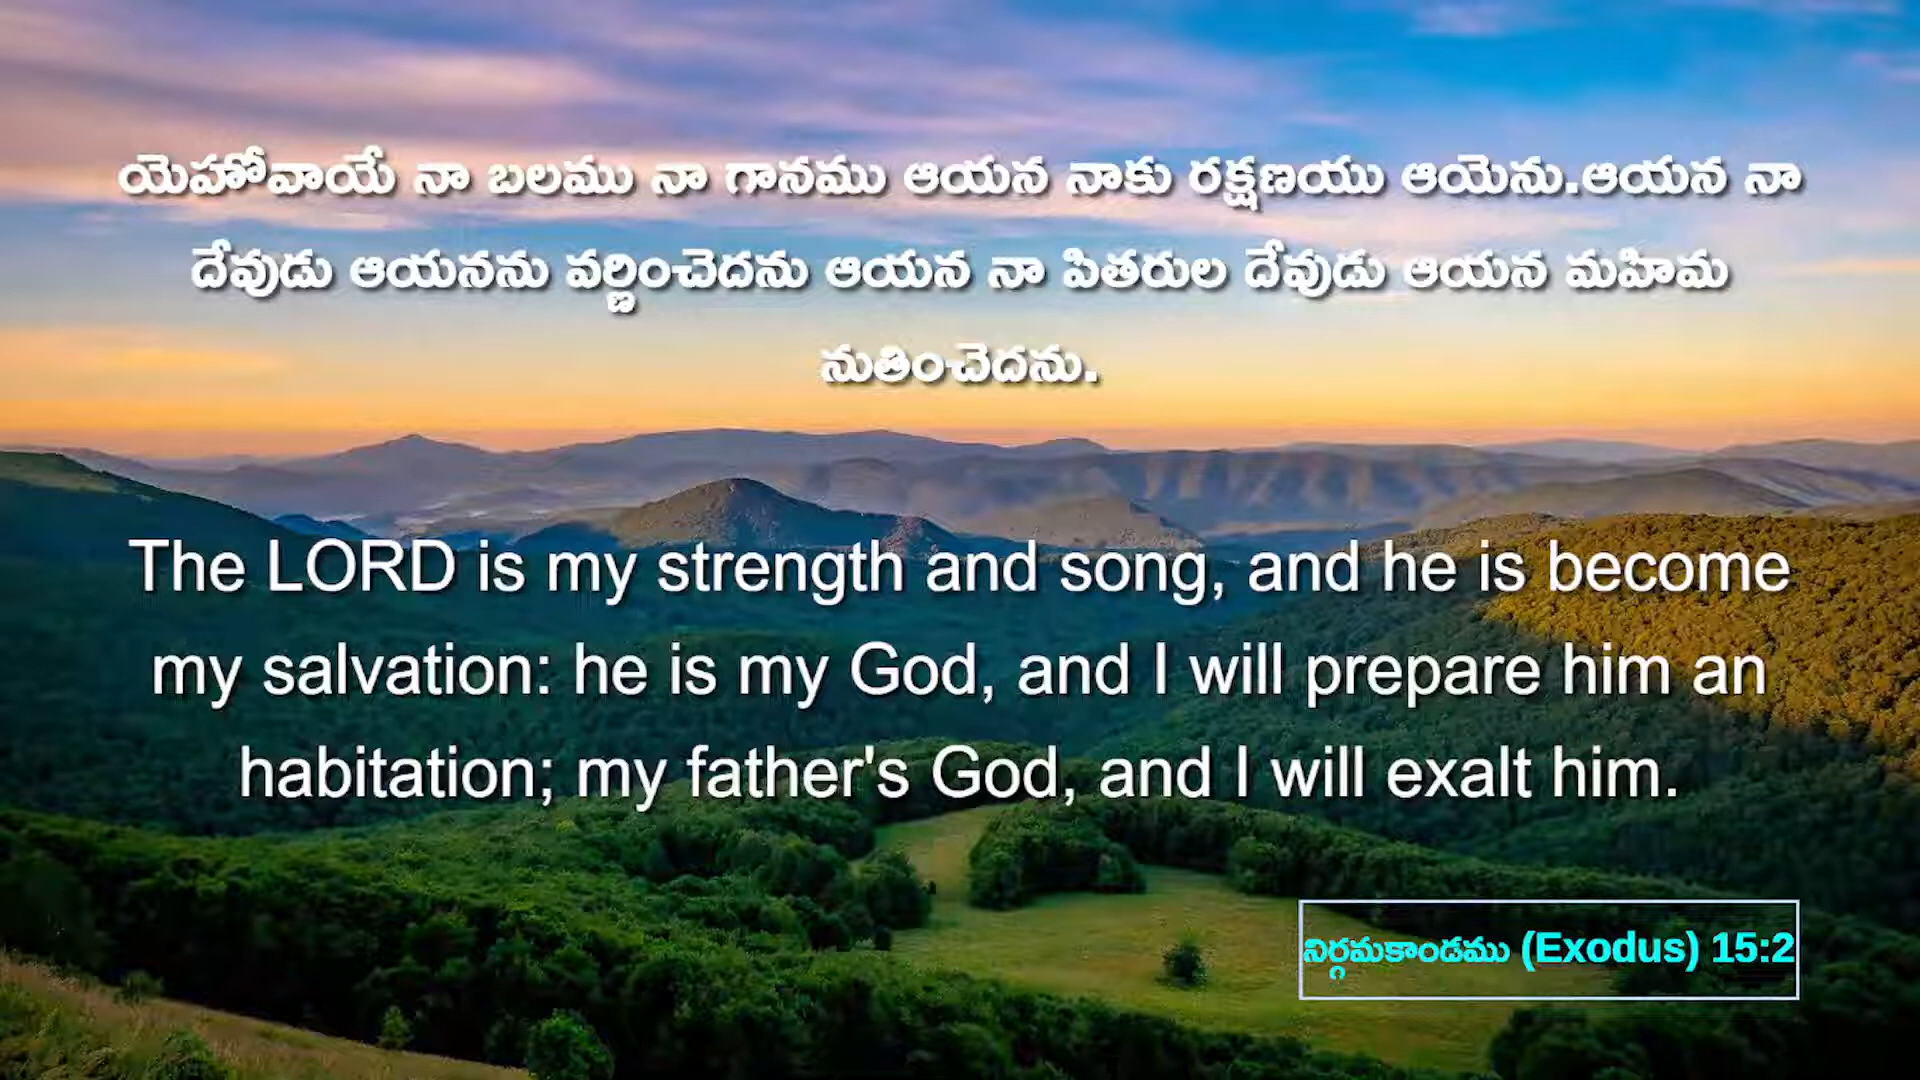 యెహోవాయే నా బలము నా గానము ఆయన నాకు రక్షణయు ఆయెను.ఆయన నా
దేవుడు ఆయనను వర్ణించెదను ఆయన నా పితరుల దేవుడు ఆయన మహిమ
నుతించెదను.
The LORD is my strength and song, and he is become
my salvation: he is my God, and I will prepare him an
habitation; my father's God, and I will exalt him.
నిర్గమకాండము (Exodus) 15:2